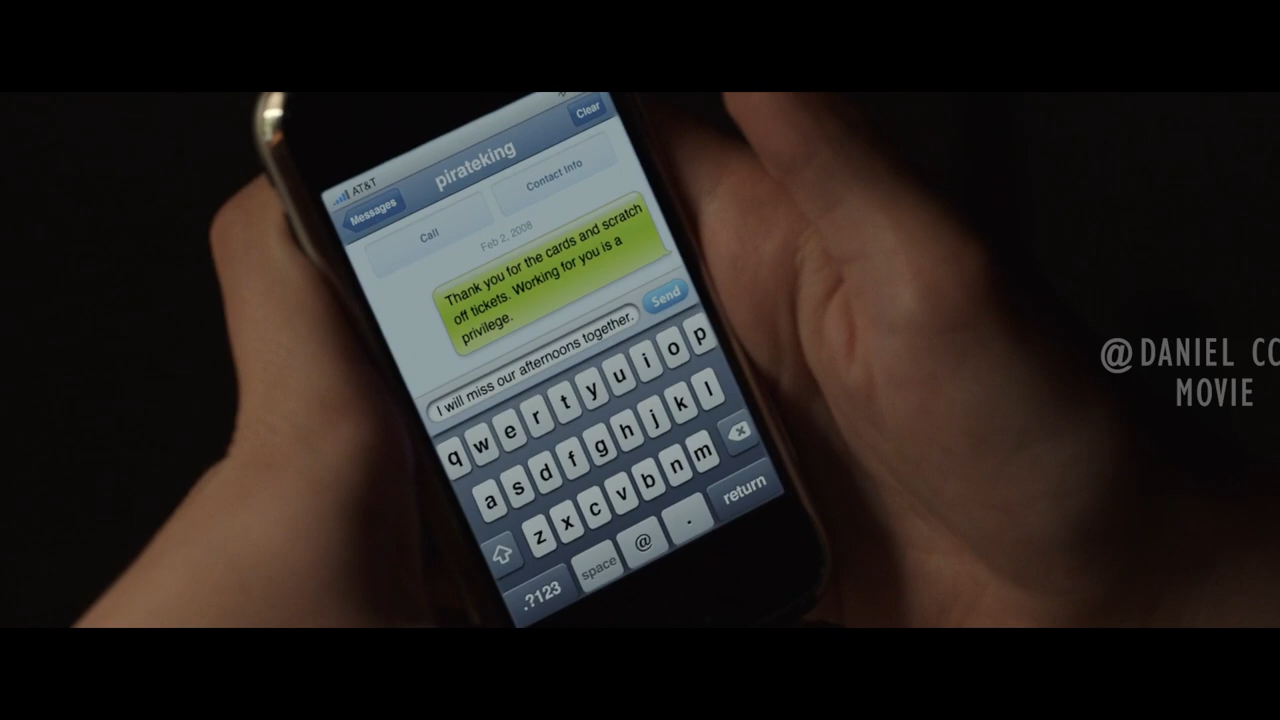 AT&T
Messages
pirateking
Clear
Call
Contact Info
Feb 2, 2008
Thank you for the cards and scratch
off tickets. Working for you is a
privilege.
I will miss our afternoons together.
Send
q w e r t y u i o p
a s d f g h j k l
z x c v b n m
.?123
space
@
.
return
@DANIEL
MOVIE